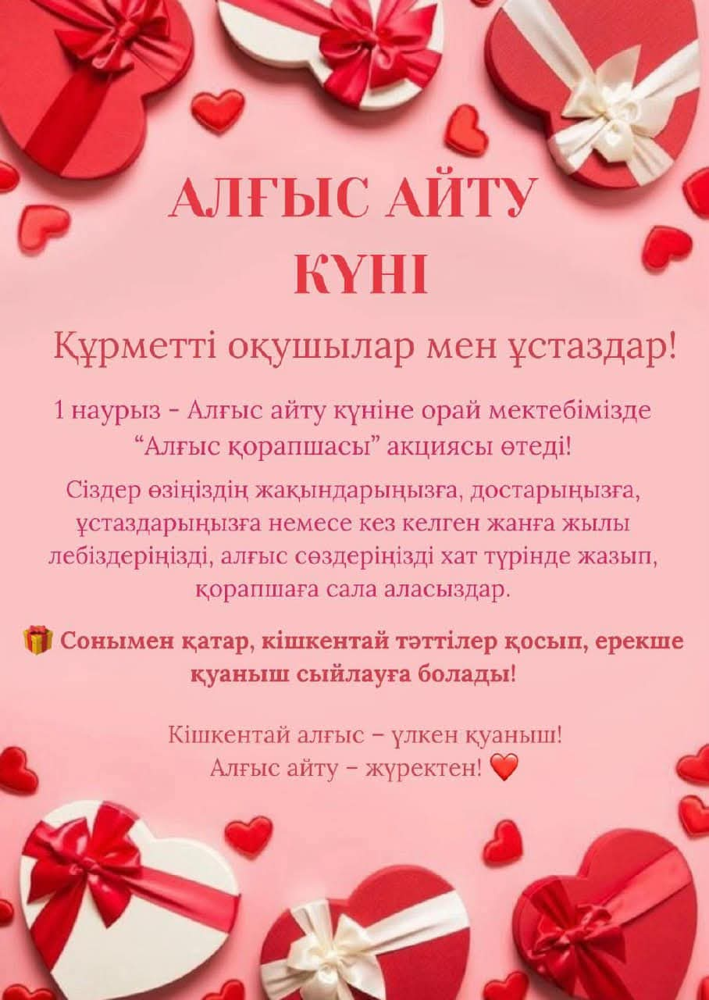 АЛҒЫС АЙТУ
КҮНІ
Құрметті оқушылар мен ұстаздар!
1 наурыз - Алғыс айту күніне орай мектебімізде
“Алғыс қорапшасы” акциясы өтеді!
Сіздер өзіңіздің жақындарыңызға, достарыңызға,
ұстаздарыңызға немесе кез келген жанға жылы
лебіздеріңізді, алғыс сөздеріңізді хат түрінде жазып,
қорапшаға сала аласыздар.
🎁 Сонымен қатар, кішкентай тәттілер қосып, ерекше
қуаныш сыйлауға болады!
Кішкентай алғыс – үлкен қуаныш!
Алғыс айту – жүректен! ❤️